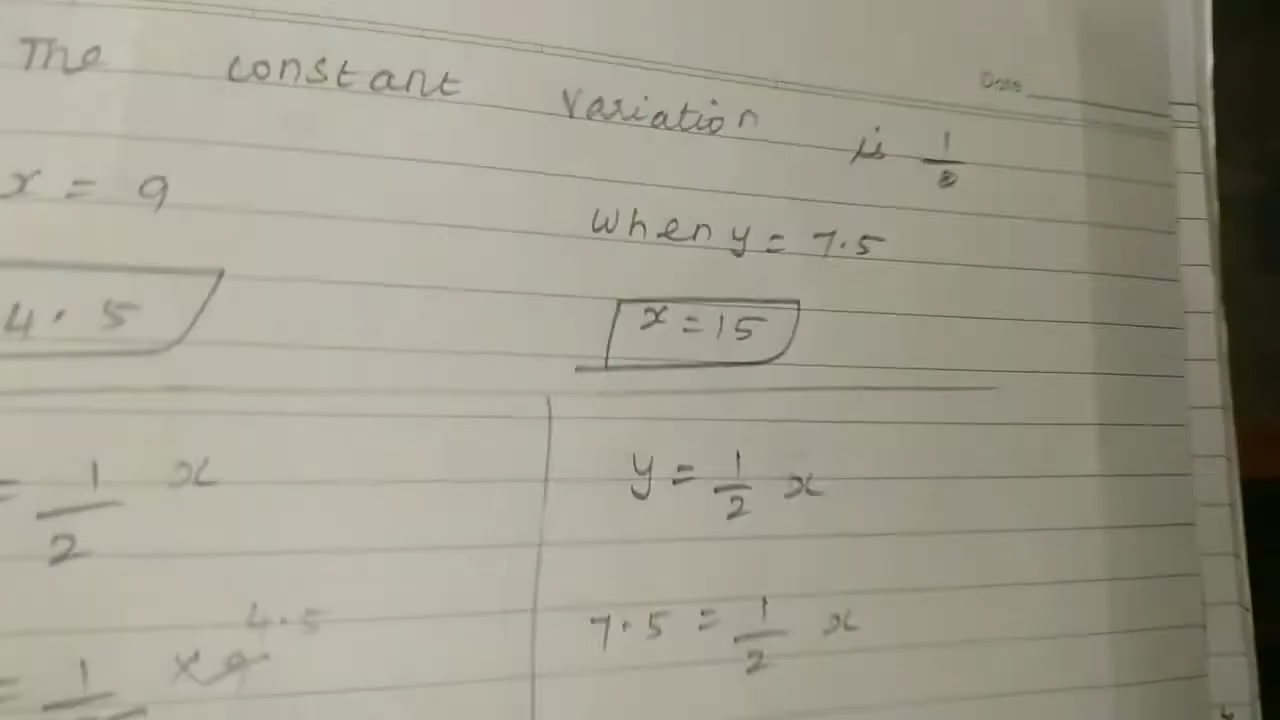 Date
The constant variation is 1/2
x = 9
when y = 7.5
4.5
x = 15
= 1/2 x
y = 1/2 x
4.5
= 1/ x 9
7.5 = 1/2 x